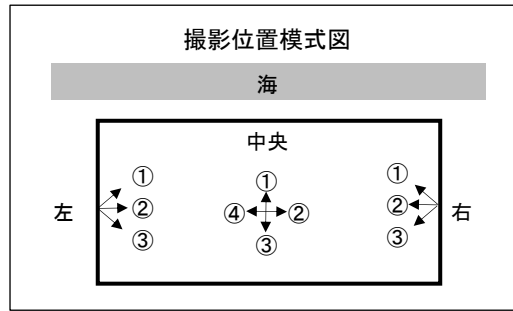 撮影位置模式図
海
中央
① ① ①
左 ② ④ ② ② 右
③ ③ ③